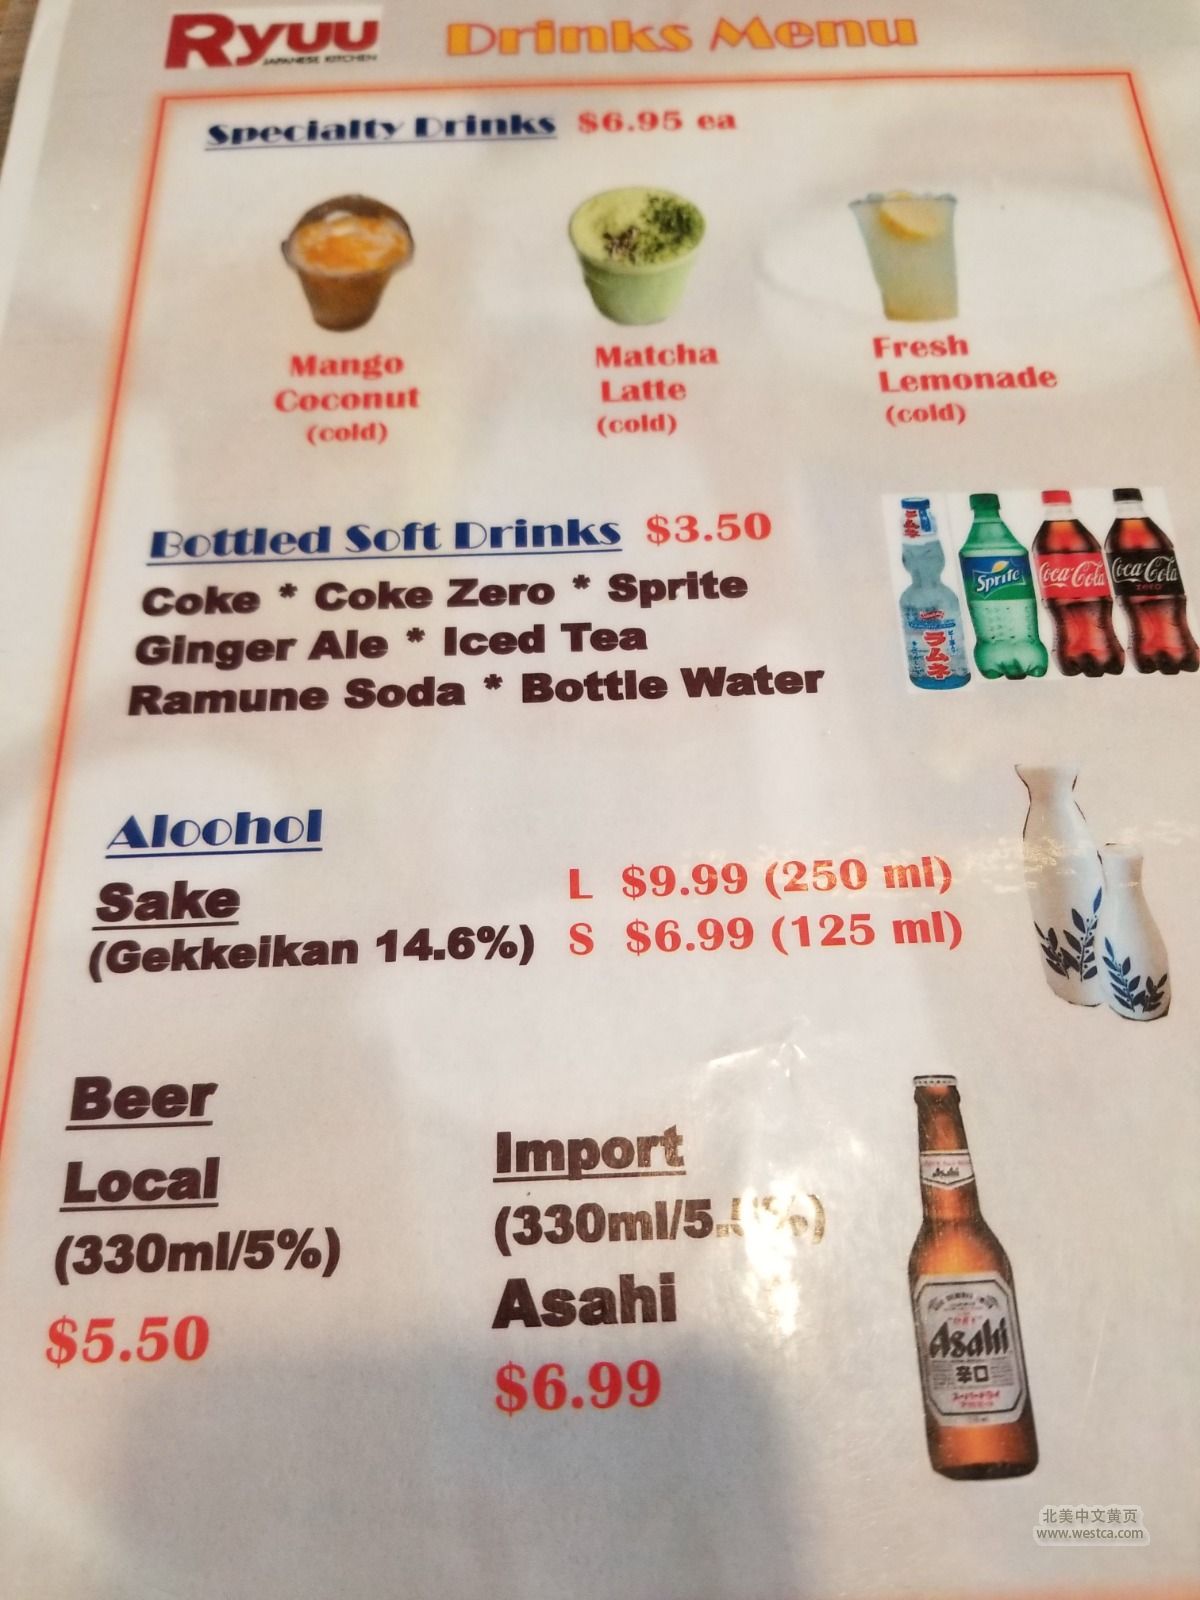 Ryuu
JAPANESE KITCHEN
Drinks Menu
Specialty Drinks $6.95 ea
Mango
Coconut
(cold)
Matcha
Latte
(cold)
Fresh
Lemonade
(cold)
Bottled Soft Drinks $3.50
Coke * Coke Zero * Sprite
Ginger Ale * Iced Tea
Ramune Soda * Bottle Water
ラムネ
Sprite
Coca-Cola
Coca-Cola
zero
Alcohol
Sake
(Gekkeikan 14.6%)
L $9.99 (250 ml)
S $6.99 (125 ml)
Beer
Local
(330ml/5%)
$5.50
Import
(330ml/5.
Asahi
$6.99
Asahi
Asahi
辛口
北美中文黄页
www.westca.com